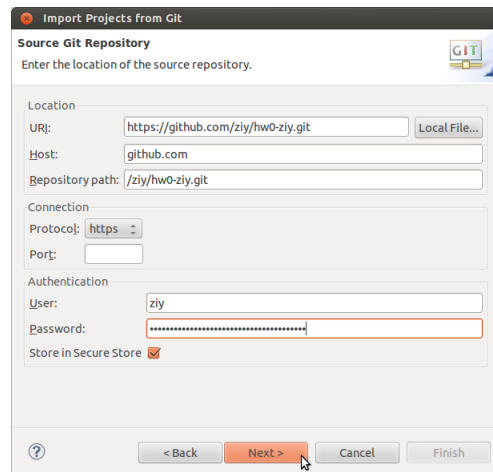 Import Projects from Git
Source Git Repository
Enter the location of the source repository.
GIT
Location
URI: https://github.com/ziy/hw0-ziy.git Local File...
Host: github.com
Repository path: /ziy/hw0-ziy.git
Connection
Protocol: https
Port:
Authentication
User: ziy
Password: ••••••••••••••••••••••••••••••••••••••••
Store in Secure Store
? < Back Next > Cancel Finish